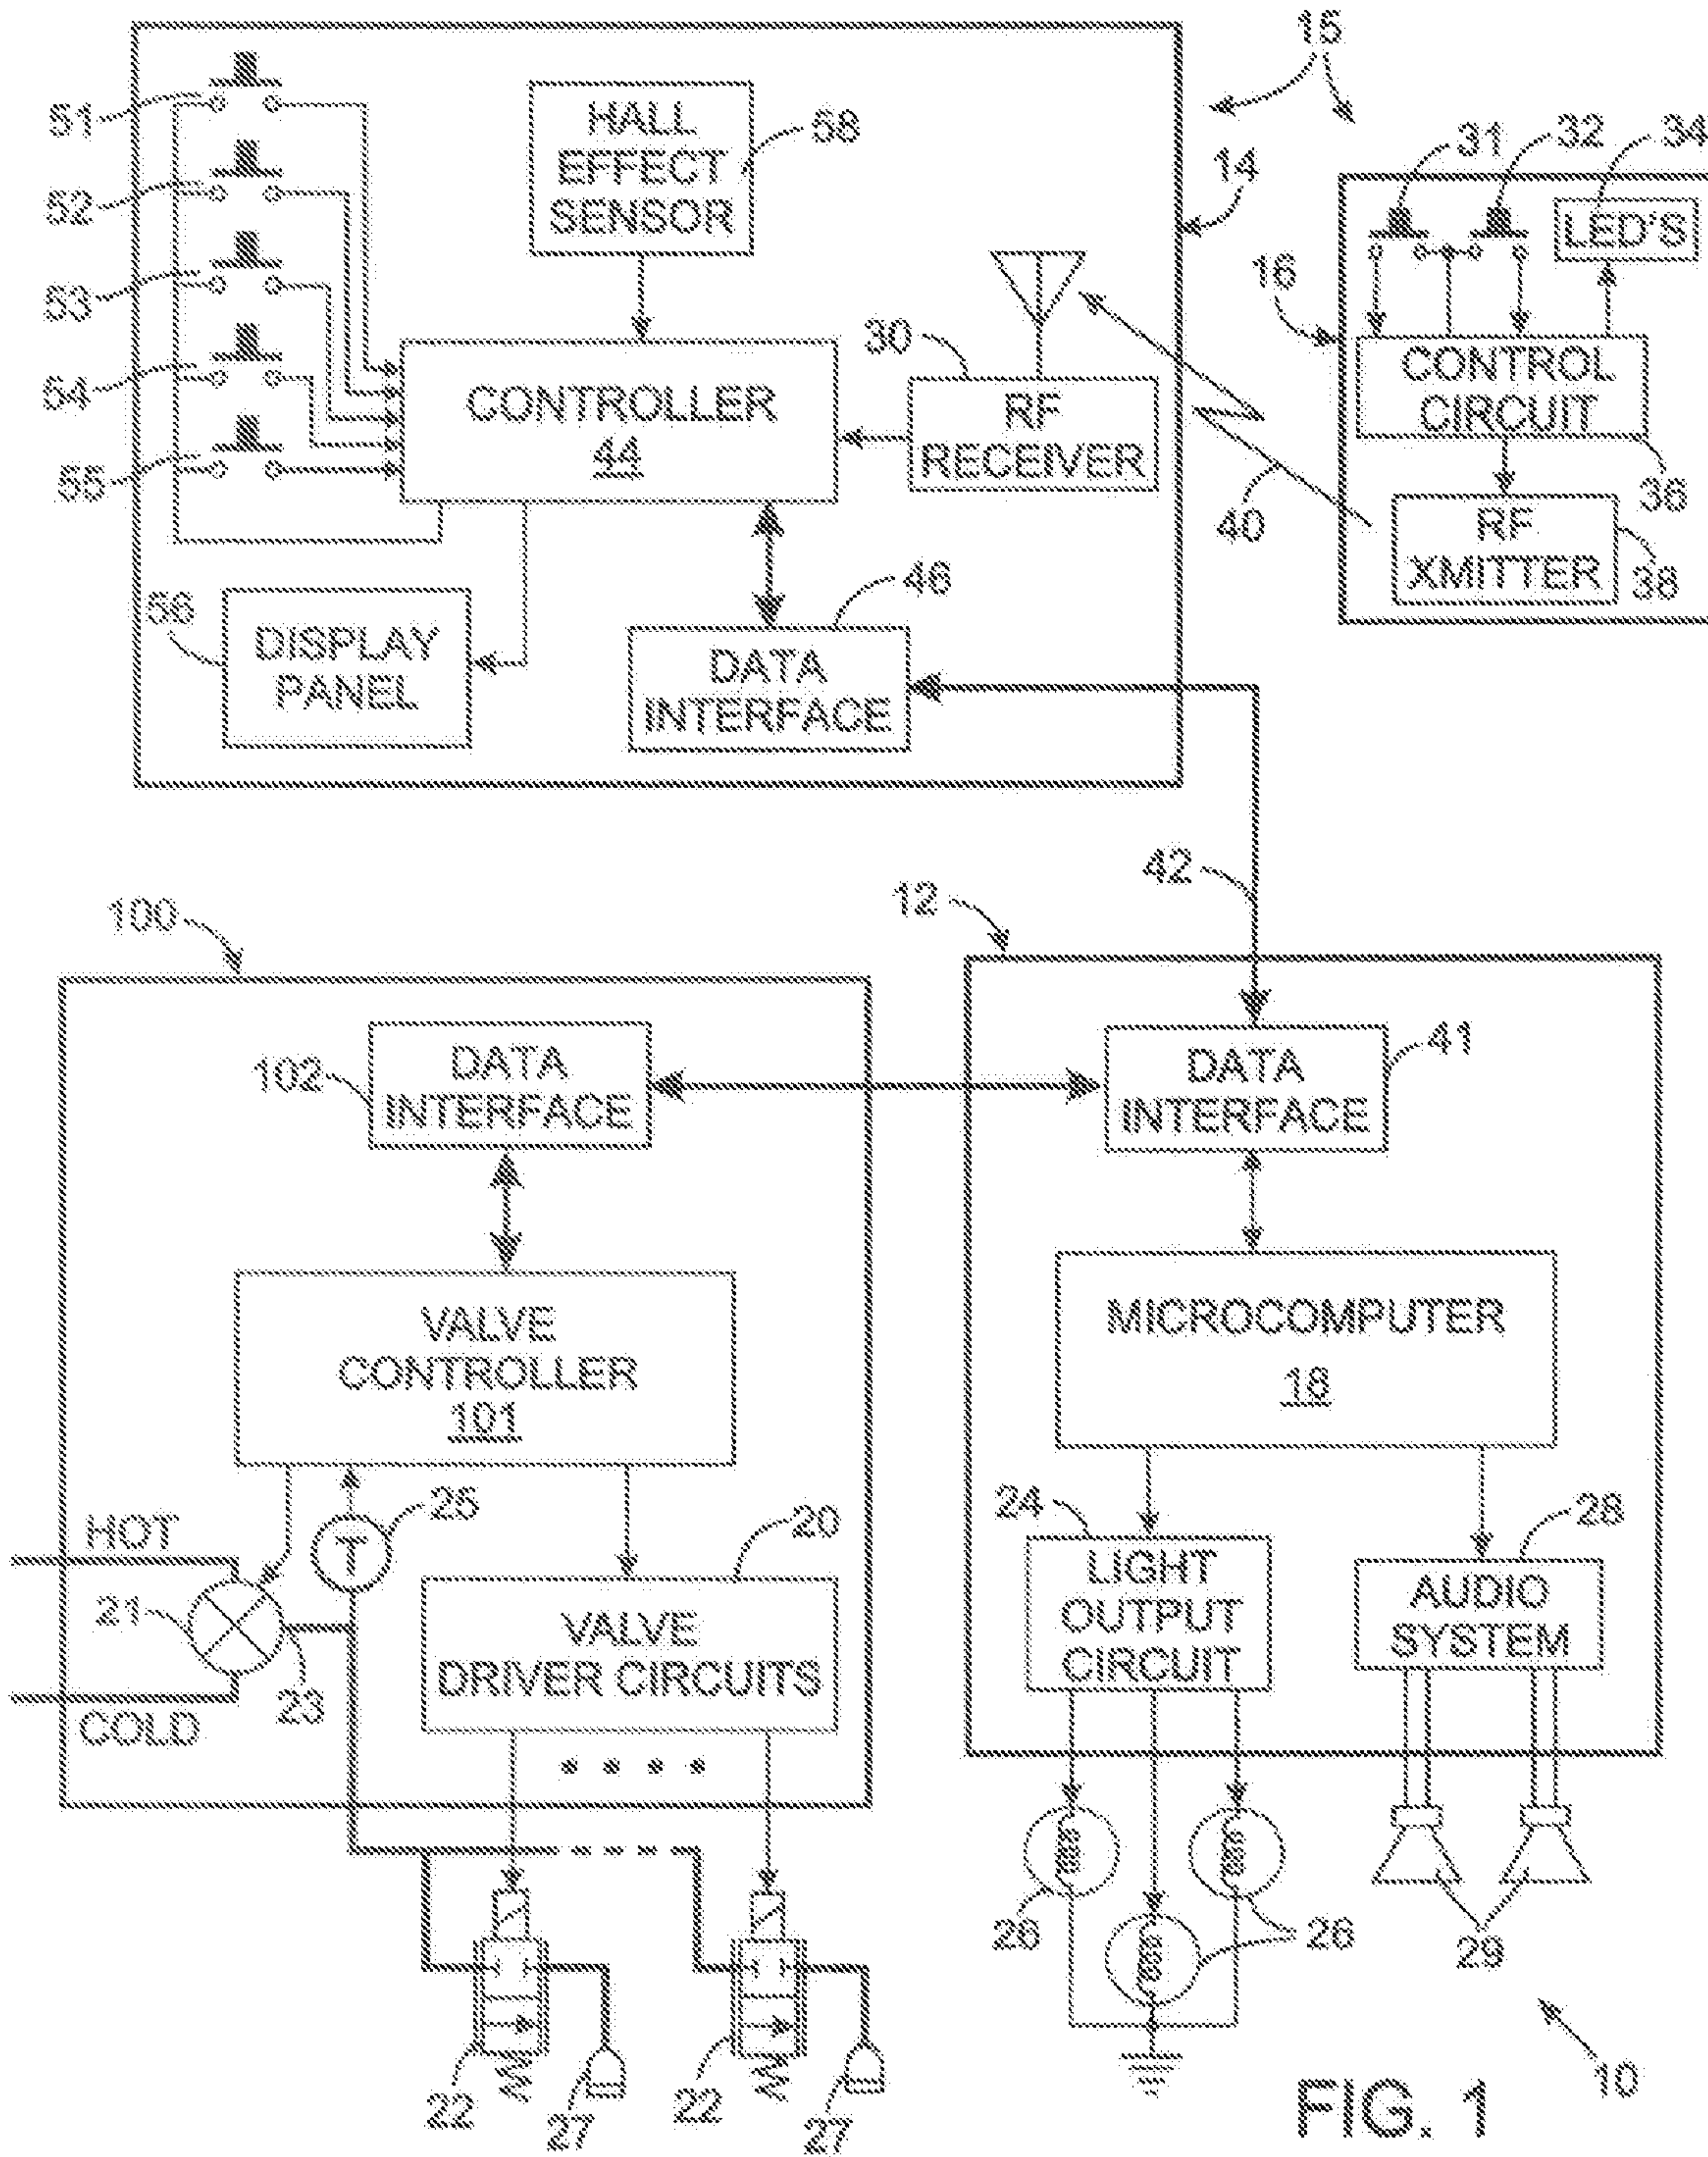 15
51
HALL
EFFECT
SENSOR
58
52
14
31
32
34
LED'S
53
16
54
30
CONTROLLER
44
RF
RECEIVER
CONTROL
CIRCUIT
55
40
36
RF
XMITTER
38
56
DISPLAY
PANEL
46
DATA
INTERFACE
42
100
12
102
DATA
INTERFACE
DATA
INTERFACE
41
VALVE
CONTROLLER
101
MICROCOMPUTER
18
HOT
T
25
20
24
28
21
23
COLD
VALVE
DRIVER CIRCUITS
LIGHT
OUTPUT
CIRCUIT
AUDIO
SYSTEM
26
26
29
22
27
22
27
10
FIG. 1